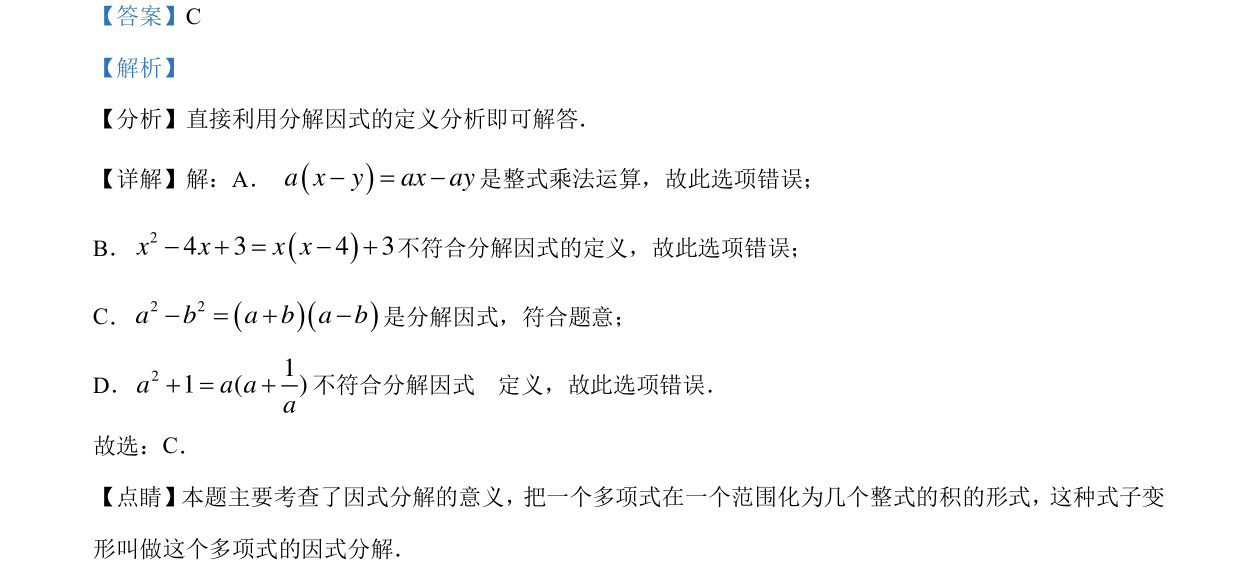 【答案】C
【解析】
【分析】直接利用分解因式的定义分析即可解答．
【详解】解：A． a(x−y)=ax−ay是整式乘法运算，故此选项错误；
B．x²−4x+3=x(x−4)+3不符合分解因式的定义，故此选项错误；
C．a²−b²=(a+b)(a−b)是分解因式，符合题意；
D．a²+1=a(a+1/a)不符合分解因式 定义，故此选项错误．
故选：C．
【点睛】本题主要考查了因式分解的意义，把一个多项式在一个范围化为几个整式的积的形式，这种式子变
形叫做这个多项式的因式分解．